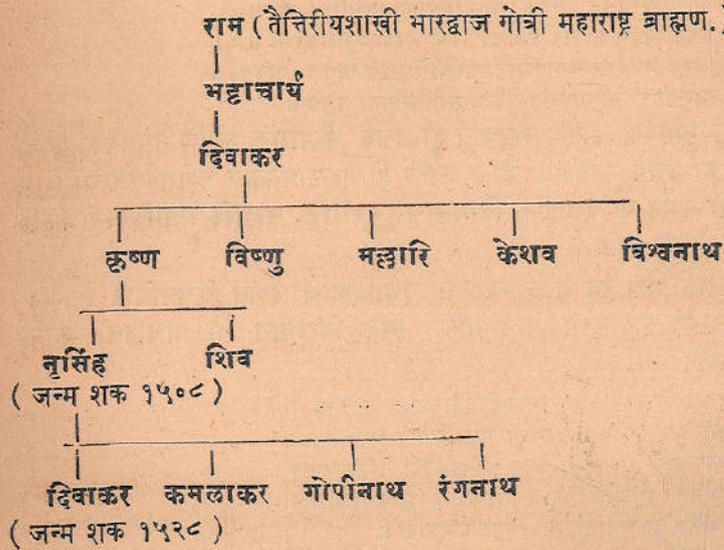 राम ( तैत्तिरीयशाखी भारद्वाज गोत्री महाराष्ट्र ब्राह्मण. )
भट्टाचार्य
दिवाकर
कृष्ण विष्णु मल्लारि केशव विश्वनाथ
नृसिंह शिव
( जन्म शक १५०८ )
दिवाकर कमलाकर गोपीनाथ रंगनाथ
( जन्म शक १५२८ )